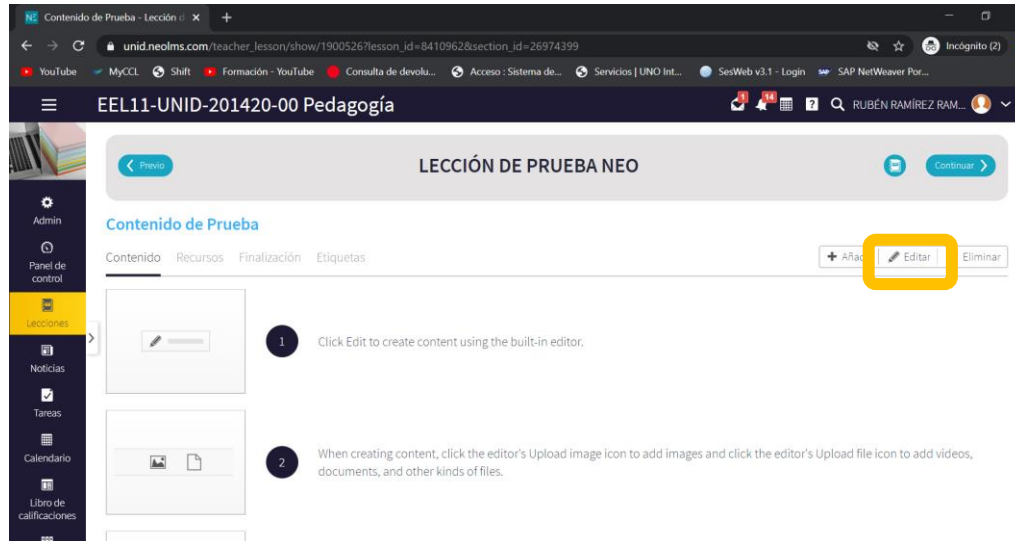 Contenido de Prueba - Lección d
unid.neolms.com/teacher_lesson/show/1900526?lesson_id=8410962&section_id=26974399
Incógnito (2)
YouTube MyCCL Shift Formación - YouTube Consulta de devolu... Acceso : Sistema de... Servicios | UNO Int... SesWeb v3.1 - Login SAP NetWeaver Por...
EEL11-UNID-201420-00 Pedagogía
14
RUBÉN RAMÍREZ RAM...
Previo
LECCIÓN DE PRUEBA NEO
Continuar
Admin
Panel de
control
Lecciones
Noticias
Tareas
Calendario
Libro de
calificaciones
Contenido de Prueba
Contenido Recursos Finalización Etiquetas
Añad Editar Eliminar
1 Click Edit to create content using the built-in editor.
2 When creating content, click the editor's Upload image icon to add images and click the editor's Upload file icon to add videos,
documents, and other kinds of files.